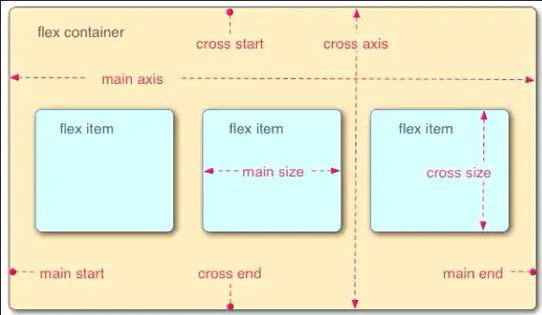 flex container
cross start
cross axis
main axis
flex item
flex item
flex item
main size
cross size
main start
cross end
main end